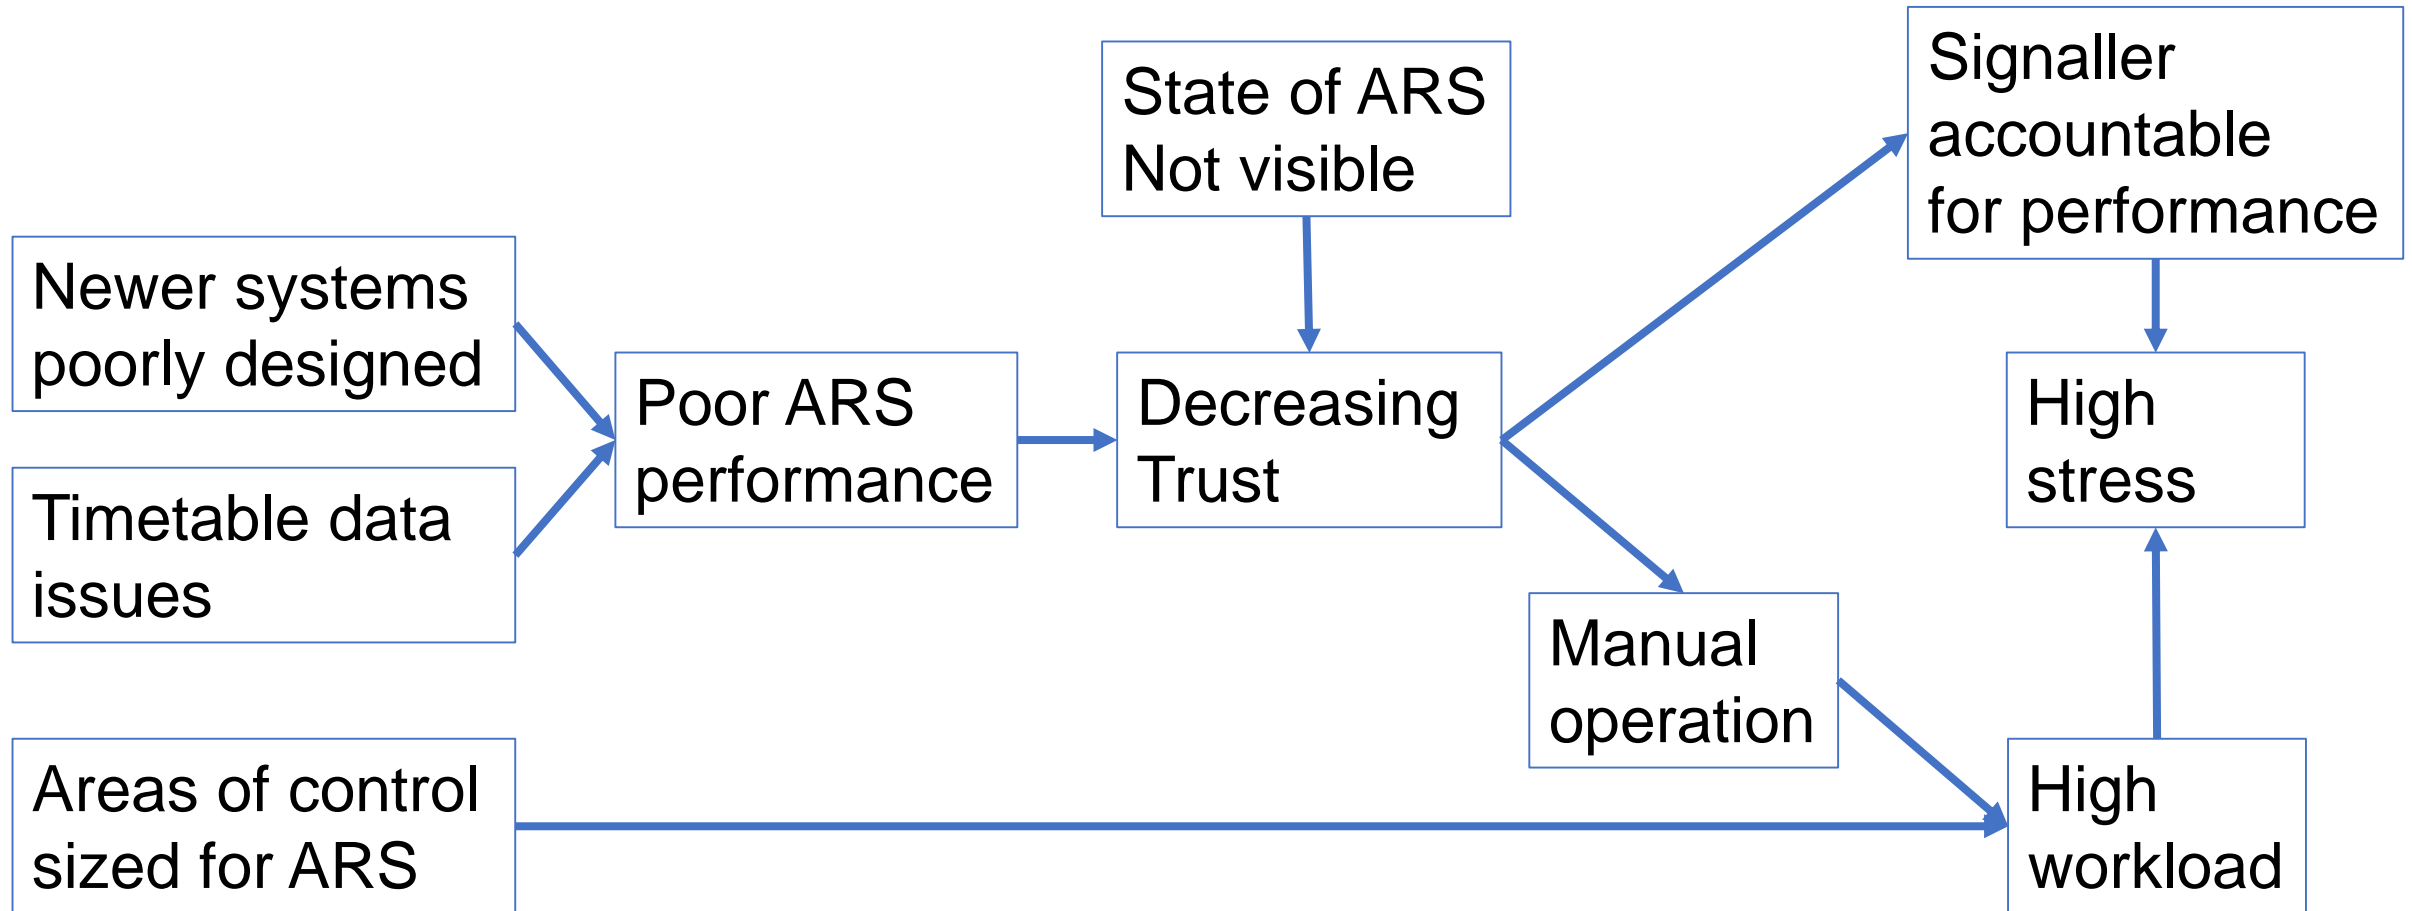 Newer systems
poorly designed
Timetable data
issues
Areas of control
sized for ARS
Poor ARS
performance
State of ARS
Not visible
Decreasing
Trust
Manual
operation
Signaller
accountable
for performance
High
stress
High
workload